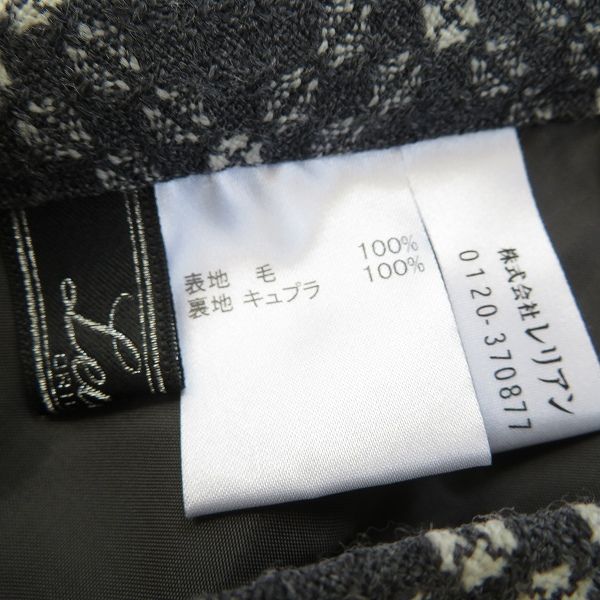 表地 毛 100%
裏地 キュプラ 100%
株式会社 レリアン
0120-370877